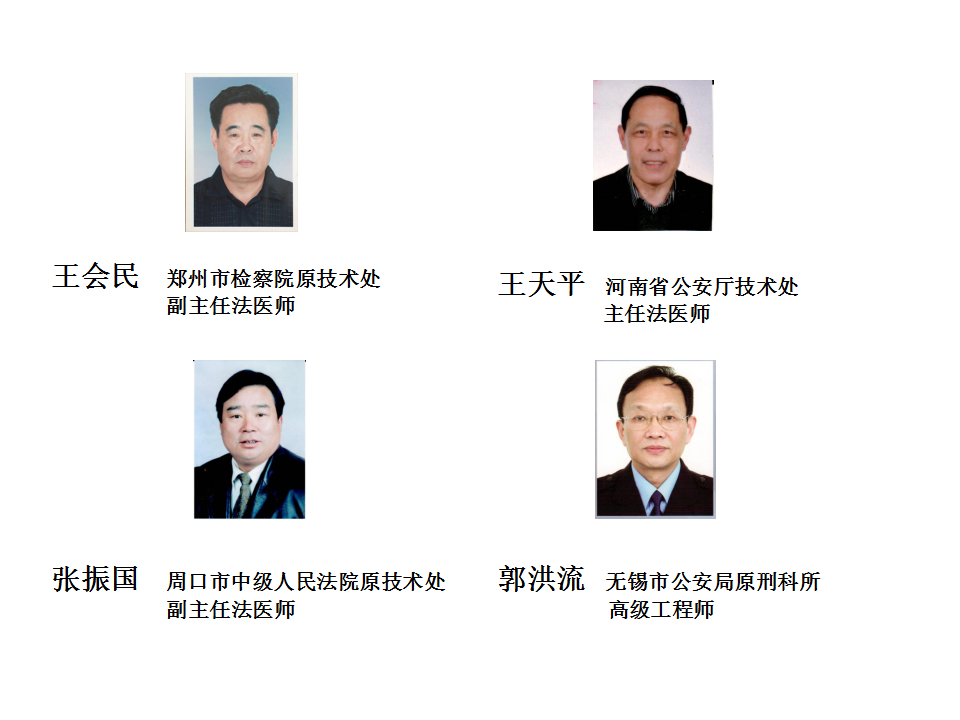 王会民 郑州市检察院原技术处
副主任法医师
王天平 河南省公安厅技术处
主任法医师
张振国 周口市中级人民法院原技术处
副主任法医师
郭洪流 无锡市公安局原刑科所
高级工程师